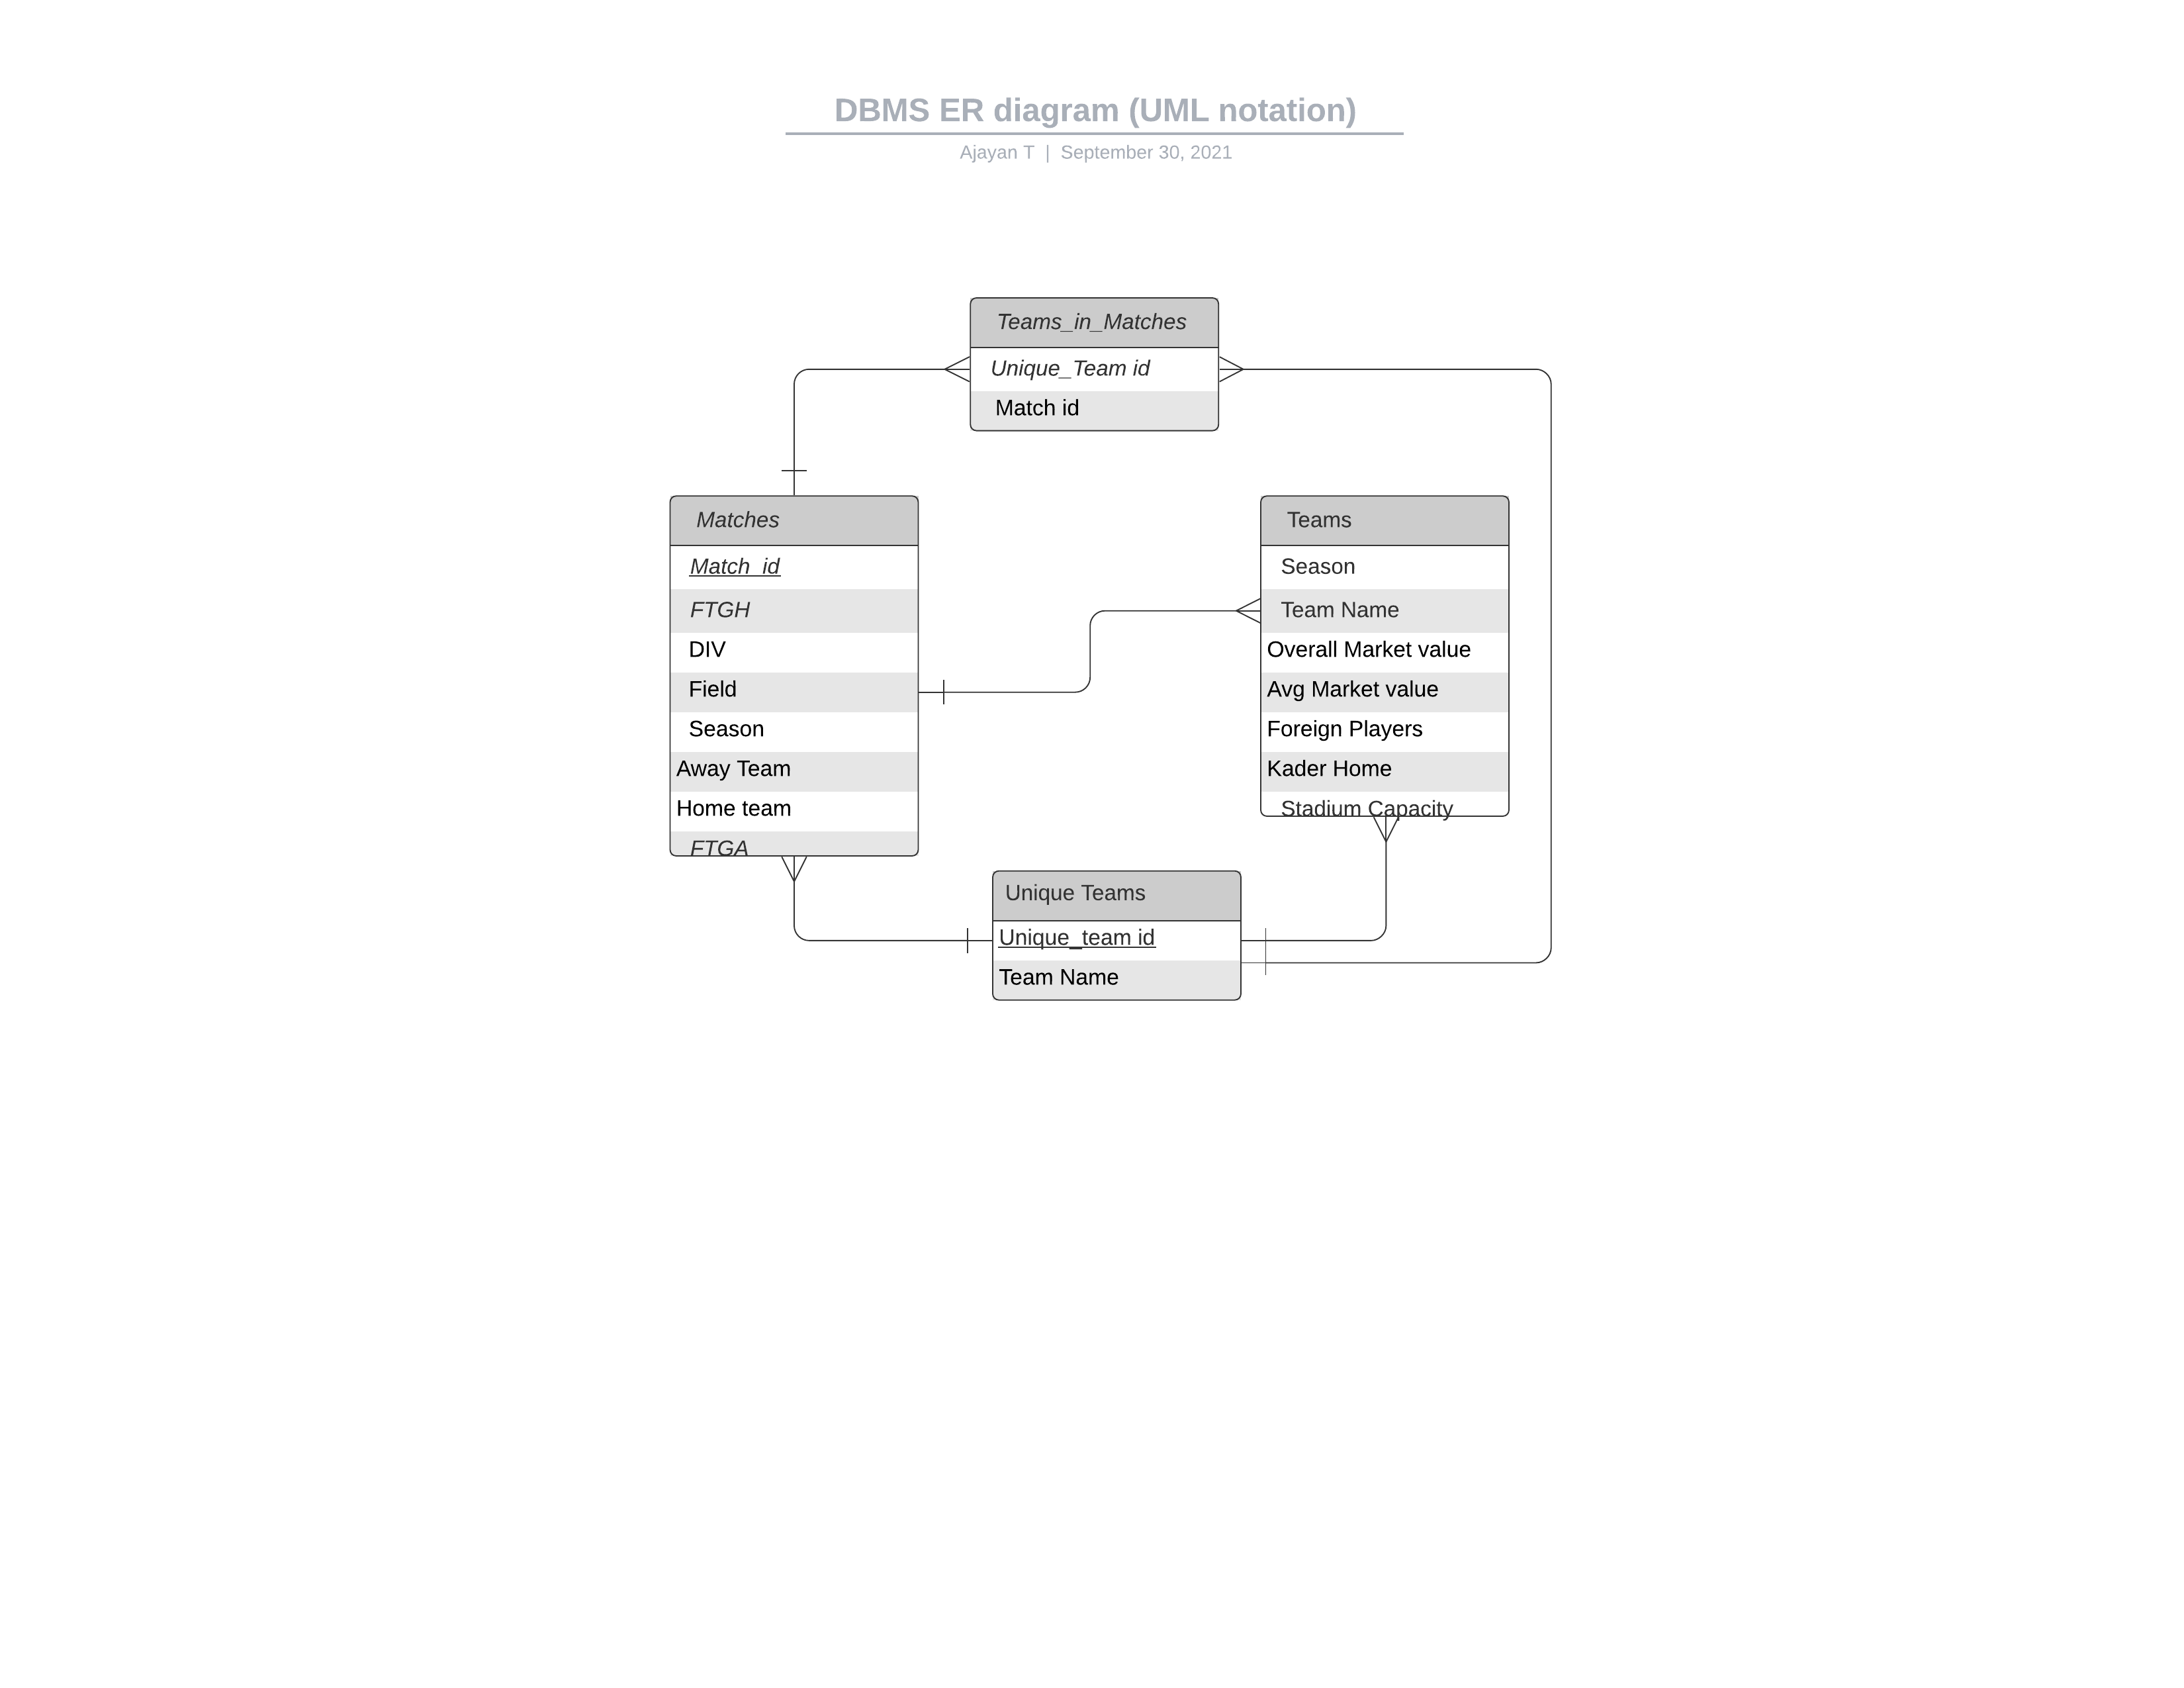 DBMS ER diagram (UML notation)
Ajayan T | September 30, 2021
Teams_in_Matches
Unique_Team id
Match id
Matches
Match_id
FTGH
DIV
Field
Season
Away Team
Home team
FTGA
Teams
Season
Team Name
Overall Market value
Avg Market value
Foreign Players
Kader Home
Stadium Capacity
Unique Teams
Unique_team id
Team Name